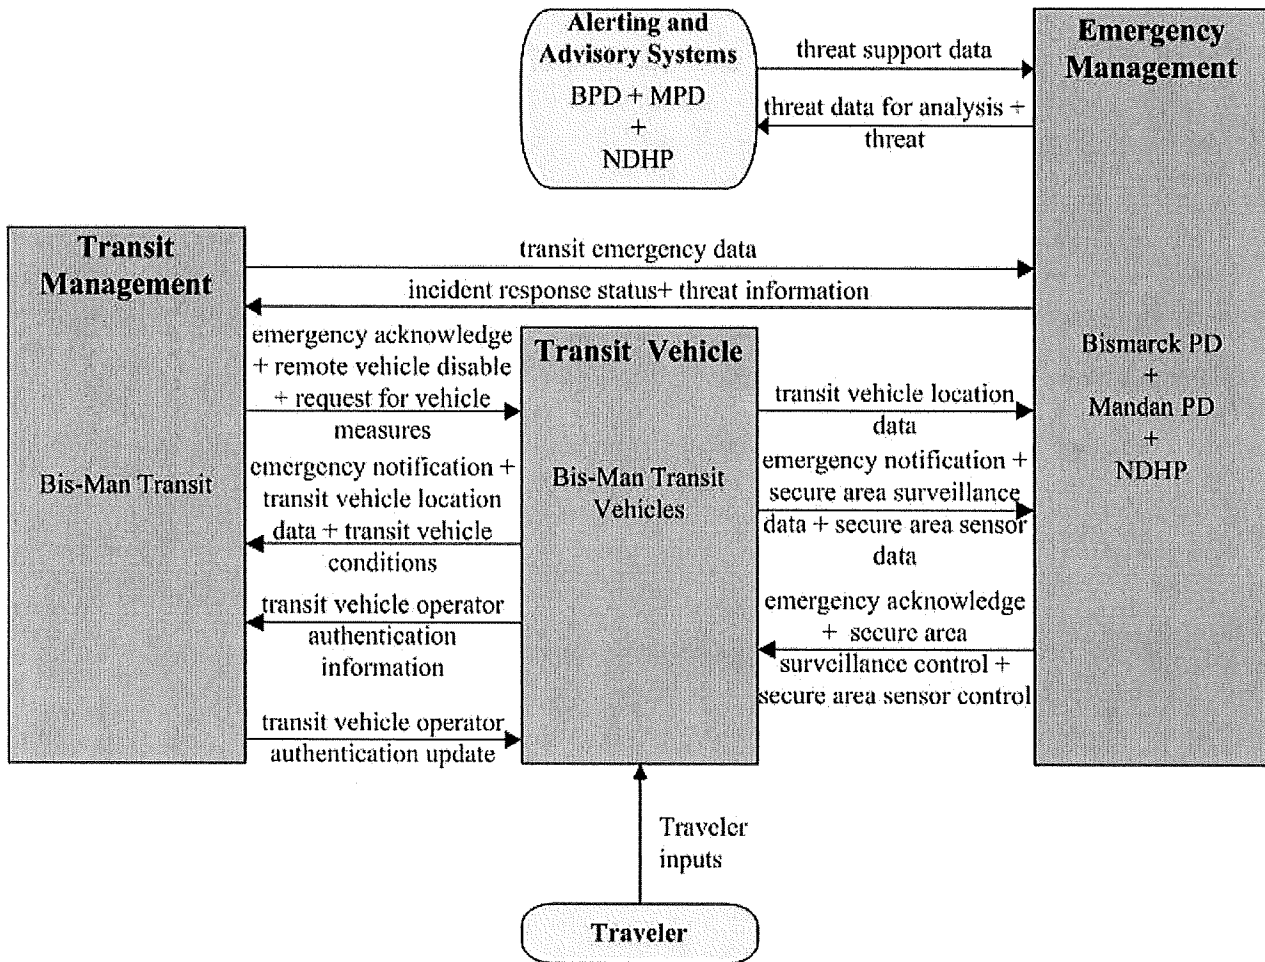 Alerting and
Advisory Systems
BPD + MPD
+
NDHP
threat support data
threat data for analysis +
threat
Emergency
Management
Bismarck PD
+
Mandan PD
+
NDHP
Transit
Management
Bis-Man Transit
transit emergency data
incident response status+ threat information
emergency acknowledge
+ remote vehicle disable
+ request for vehicle
measures
emergency notification +
transit vehicle location
data + transit vehicle
conditions
transit vehicle operator
authentication
information
transit vehicle operator
authentication update
Transit Vehicle
Bis-Man Transit
Vehicles
transit vehicle location
data
emergency notification +
secure area surveillance
data + secure area sensor
data
emergency acknowledge
+ secure area
surveillance control +
secure area sensor control
Traveler
inputs
Traveler